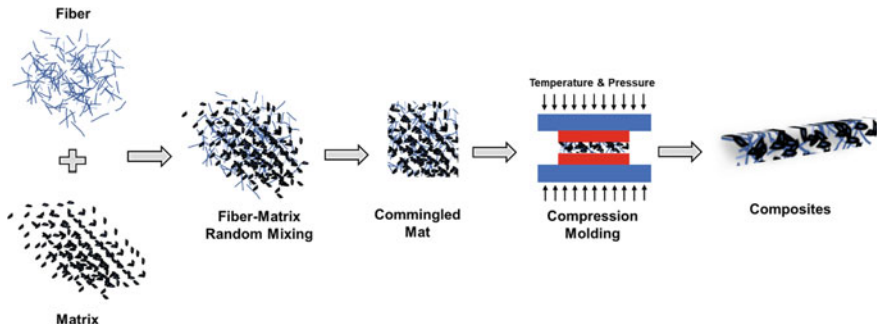 Fiber
Matrix
Fiber-Matrix
Random Mixing
Commingled
Mat
Temperature & Pressure
Compression
Molding
Composites